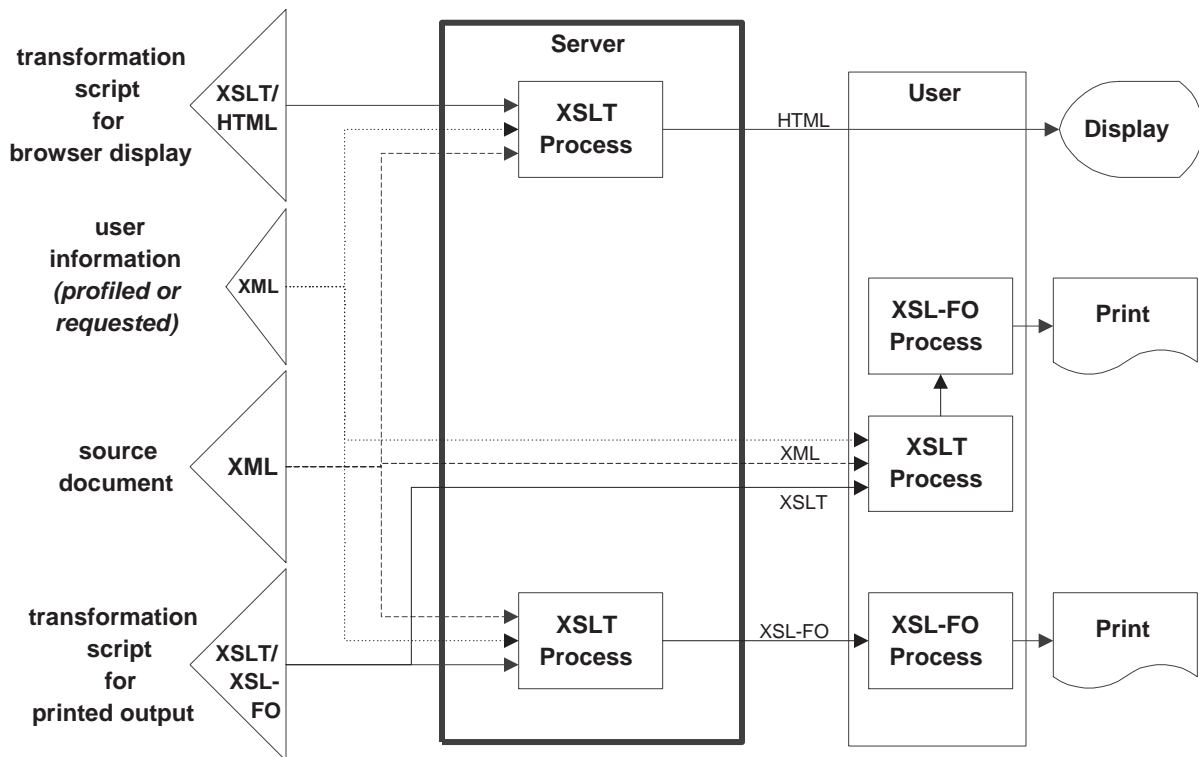 transformation
script
for
browser display
XSLT/
HTML
user
information
(profiled or
requested)
XML
source
document
XML
transformation
script
for
printed output
XSLT/
XSL-
FO
Server
XSLT
Process
XSLT
Process
HTML
XML
XSLT
XSL-FO
User
XSL-FO
Process
XSLT
Process
XSL-FO
Process
Display
Print
Print